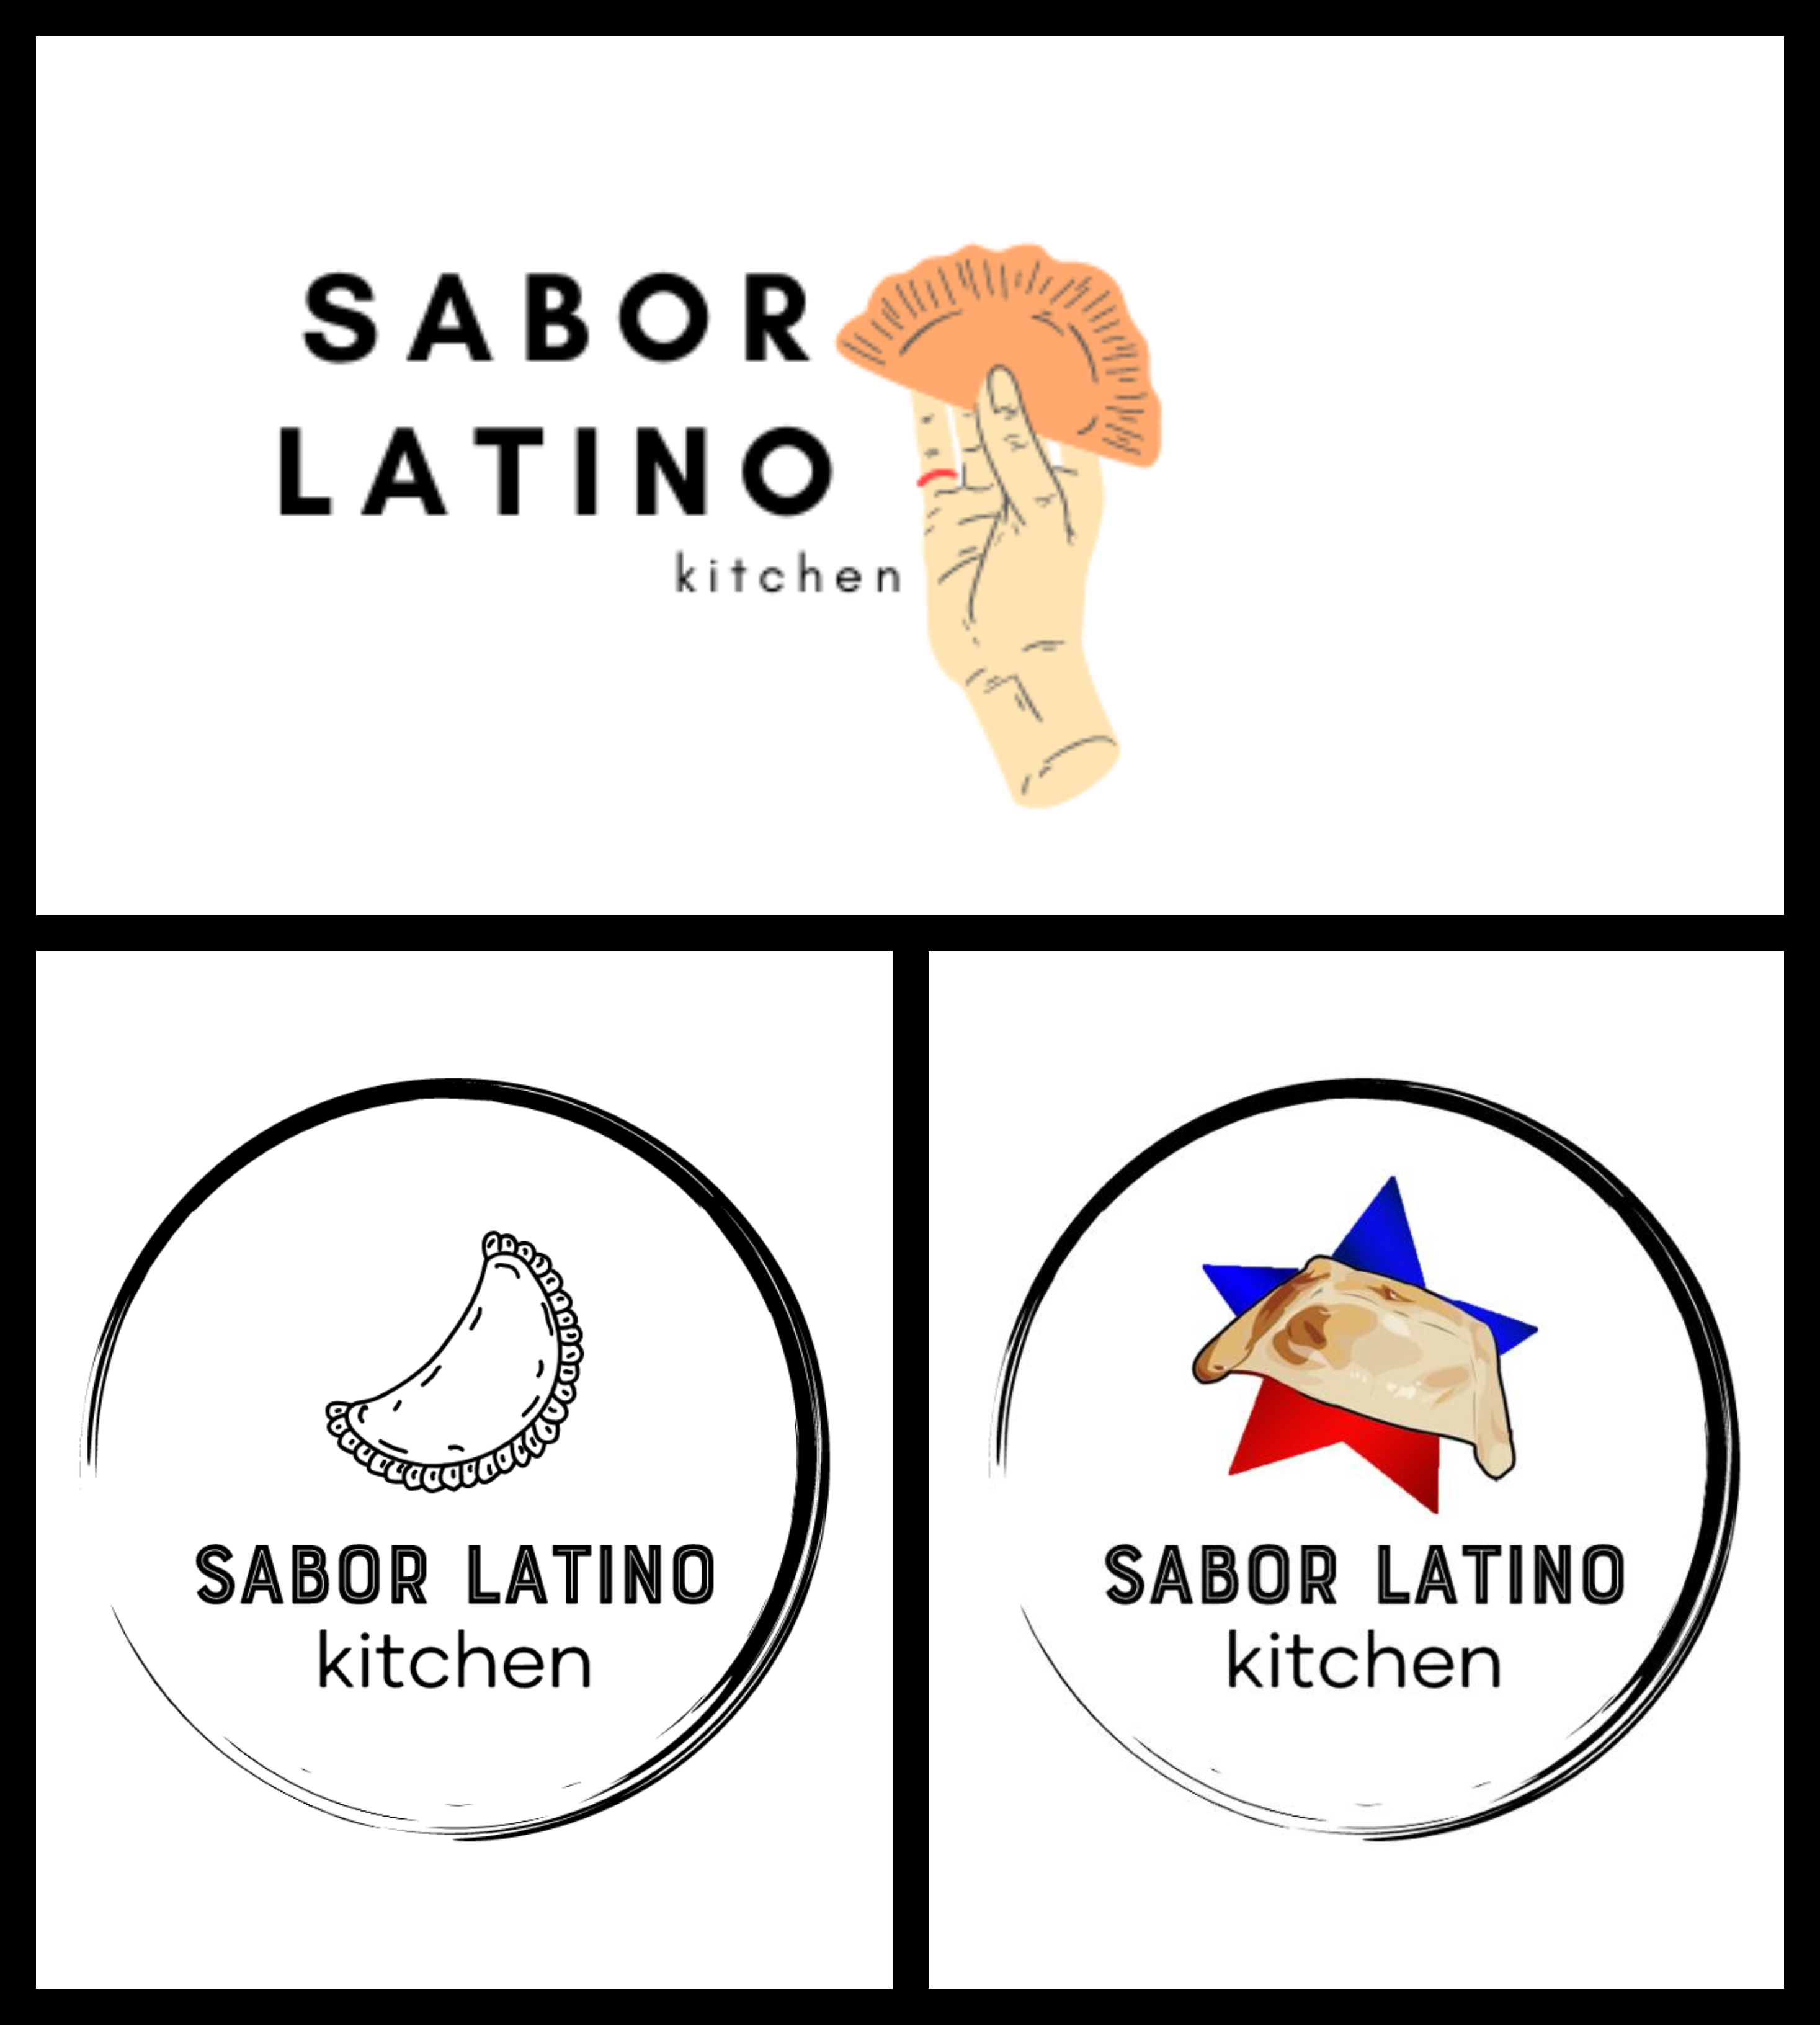 SABOR
LATINO
kitchen
SABOR LATINO
kitchen
SABOR LATINO
kitchen